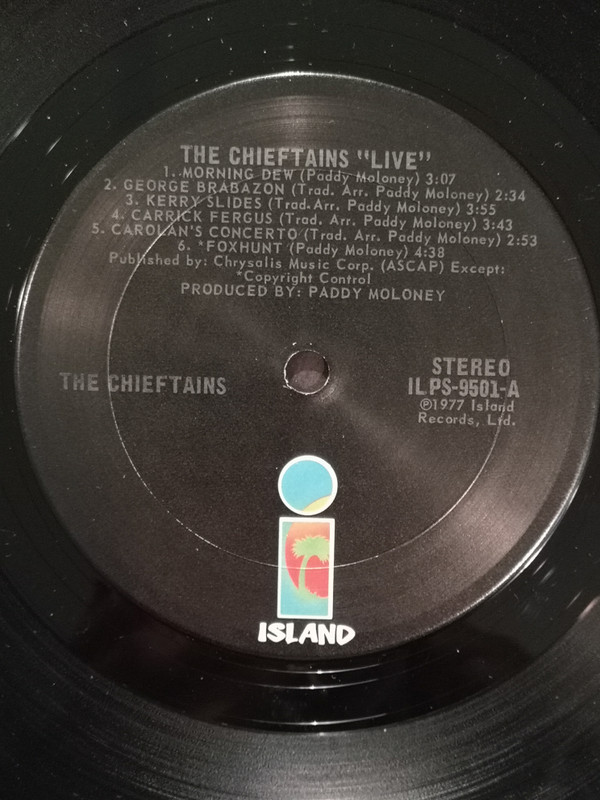 THE CHIEFTAINS "LIVE"
1. MORNING DEW (Paddy Moloney) 3:07
2. GEORGE BRABAZON (Trad. Arr. Paddy Moloney) 2:34
3. KERRY SLIDES (Trad. Arr. Paddy Moloney) 3:55
4. CARRICK FERGUS (Trad. Arr. Paddy Moloney) 3:43
5. CAROLAN'S CONCERTO (Trad. Arr. Paddy Moloney) 2:53
6. *FOXHUNT (Paddy Moloney) 4:38
Published by: Chrysalis Music Corp. (ASCAP) Except:
*Copyright Control
PRODUCED BY: PADDY MOLONEY
THE CHIEFTAINS
STEREO
ILPS-9501-A
℗1977 Island
Records, Ltd.
ISLAND